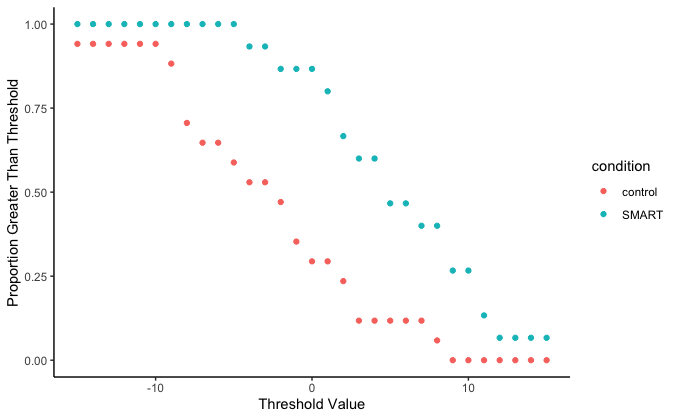 Proportion Greater Than Threshold
1.00
0.75
0.50
0.25
0.00
-10
0
10
Threshold Value
condition
control
SMART